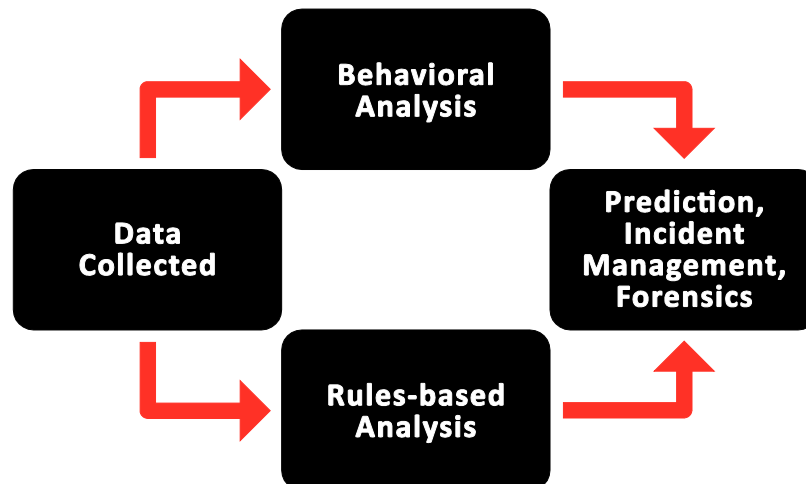 Behavioral
Analysis
Data
Collected
Prediction,
Incident
Management,
Forensics
Rules-based
Analysis